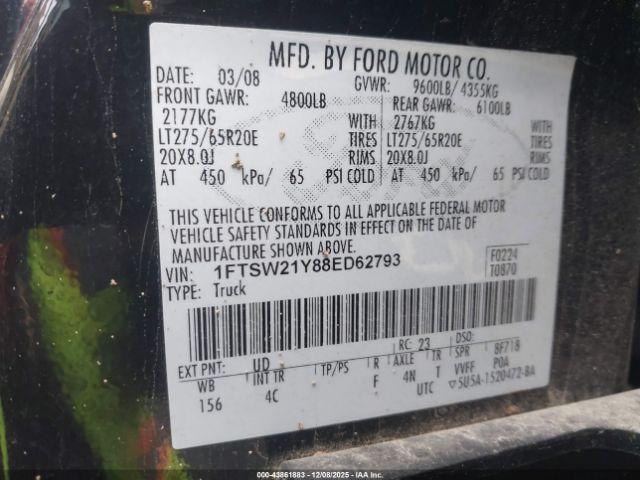 MFD. BY FORD MOTOR CO.
DATE: 03/08 GVWR: 9600LB/ 4355KG
FRONT GAWR: 4800LB REAR GAWR: 6100LB
2177KG WITH 2767KG WITH
LT275/65R20E TIRES LT275/65R20E TIRES
20X8.0J RIMS 20X8.0J RIMS
AT 450 kPa/ 65 PSI COLD AT 450 kPa/ 65 PSI COLD
THIS VEHICLE CONFORMS TO ALL APPLICABLE FEDERAL MOTOR
VEHICLE SAFETY STANDARDS IN EFFECT ON THE DATE OF
MANUFACTURE SHOWN ABOVE.
VIN: 1FTSW21Y88ED62793 F0224
TYPE: Truck T0870
EXT PNT: UD RC: 23 DSO:
WB INT TR TP/PS R AXLE TR SPR 8F718
156 4C F 4N T VVFF P0A
UTC ▽5U5A-1520472-BA
000-43861883 - 12/08/2025 - IAA Inc.